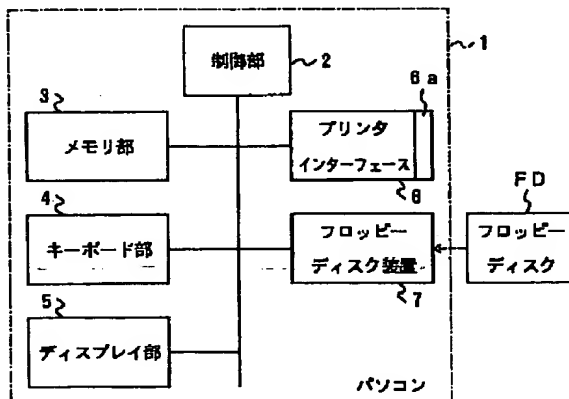 1
制御部
2
3
メモリ部
6a
プリンタ
インターフェース
6
4
キーボード部
フロッピー
ディスク装置
7
FD
フロッピー
ディスク
5
ディスプレイ部
パソコン